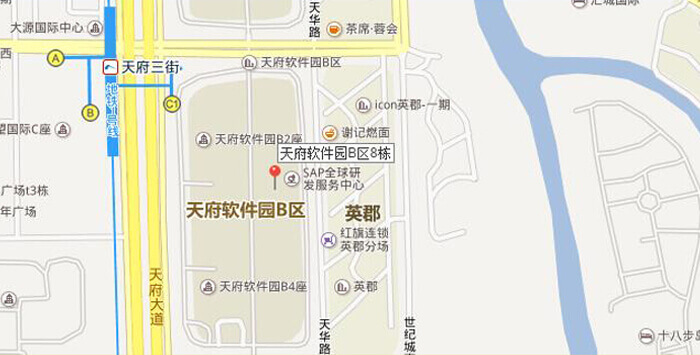 大源国际中心
天华路
茶席·蓉会
汇城国际
西
A
天府三街
天府软件园B区
B
C1
地铁1号线
icon英郡-一期
望国际C座
天府软件园B2座
谢记燃面
天府软件园B区8栋
SAP全球研
发服务中心
广场t3栋
年广场
天府软件园B区
英郡
红旗连锁
英郡分场
天府大道
天府软件园B4座
英郡
天华路
世纪城
十八步岛